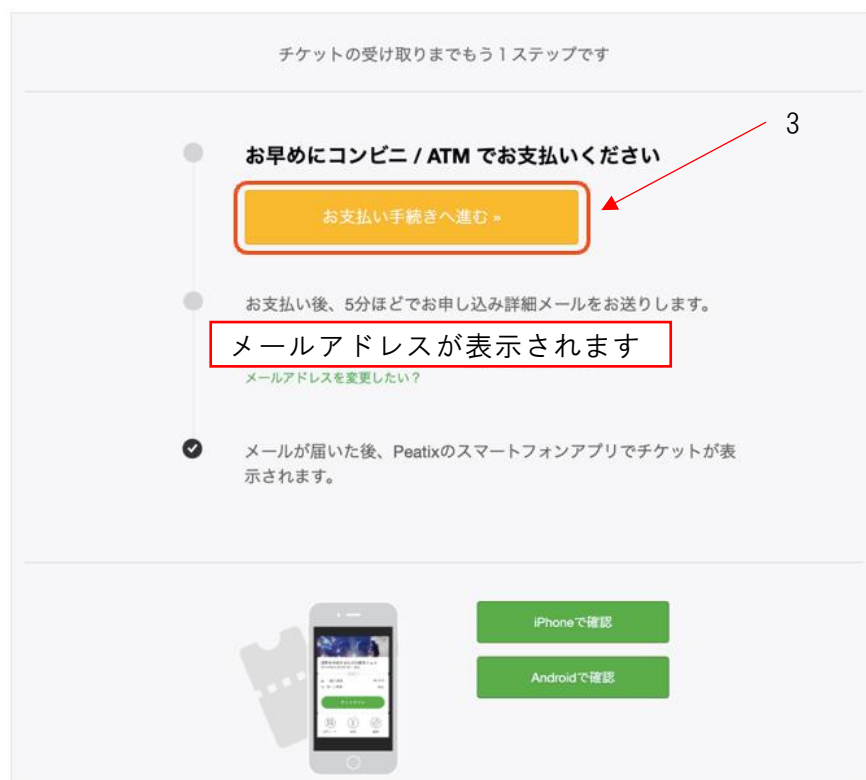 チケットの受け取りまでもう1ステップです
3
お早めにコンビニ / ATM でお支払いください
お支払い手続きへ進む »
お支払い後、5分ほどでお申し込み詳細メールをお送りします。
メールアドレスが表示されます
メールアドレスを変更したい?
メールが届いた後、Peatixのスマートフォンアプリでチケットが表
示されます。
iPhoneで確認
Androidで確認